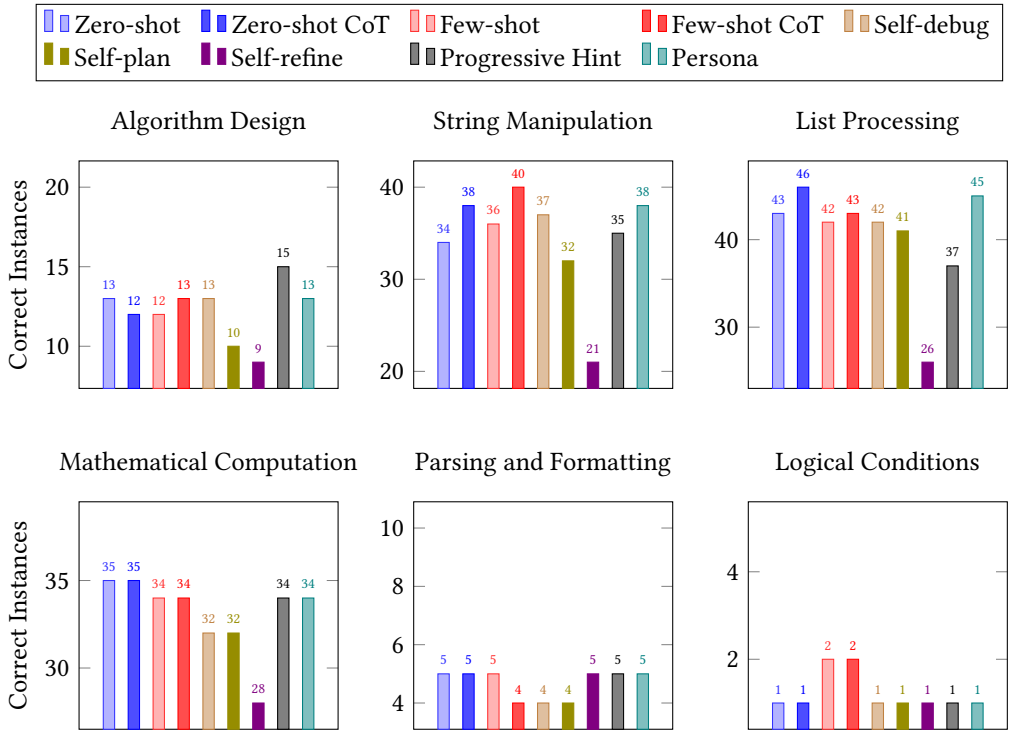 Zero-shot Zero-shot CoT Few-shot Few-shot CoT Self-debug
Self-plan Self-refine Progressive Hint Persona
Algorithm Design
Correct Instances
20
15
10
13 12 12 13 13 10 9 15 13
String Manipulation
40
30
20
34 38 36 40 37 32 21 35 38
List Processing
40
30
43 46 42 43 42 41 26 37 45
Mathematical Computation
Correct Instances
35
30
35 35 34 34 32 32 28 34 34
Parsing and Formatting
10
8
6
4
5 5 5 4 4 4 5 5 5
Logical Conditions
4
2
1 1 2 2 1 1 1 1 1